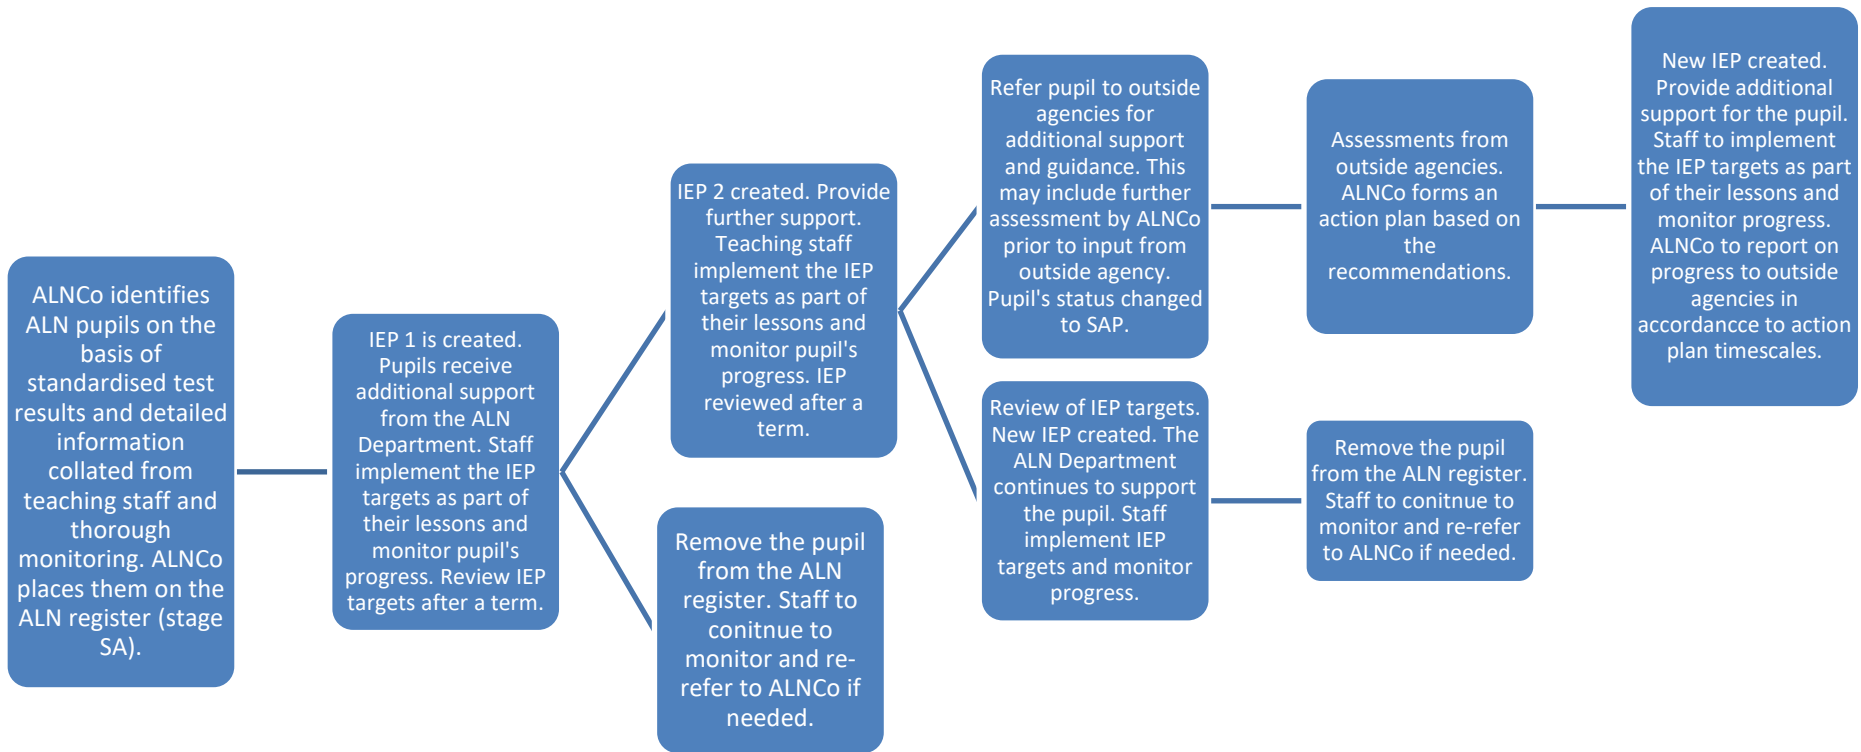 ALNCo identifies
ALN pupils on the
basis of
standardised test
results and detailed
information
collated from
teaching staff and
thorough
monitoring. ALNCo
places them on the
ALN register (stage
SA).
IEP 1 is created.
Pupils receive
additional support
from the ALN
Department. Staff
implement the IEP
targets as part of
their lessons and
monitor pupil's
progress. Review IEP
targets after a term.
IEP 2 created. Provide
further support.
Teaching staff
implement the IEP
targets as part of
their lessons and
monitor pupil's
progress. IEP
reviewed after a
term.
Remove the pupil
from the ALN
register. Staff to
conitnue to
monitor and re-
refer to ALNCo if
needed.
Refer pupil to outside
agencies for
additional support
and guidance. This
may include further
assessment by ALNCo
prior to input from
outside agency.
Pupil's status changed
to SAP.
Review of IEP targets.
New IEP created. The
ALN Department
continues to support
the pupil. Staff
implement IEP
targets and monitor
progress.
Assessments from
outside agencies.
ALNCo forms an
action plan based on
the
recommendations.
Remove the pupil
from the ALN register.
Staff to conitnue to
monitor and re-refer
to ALNCo if needed.
New IEP created.
Provide additional
support for the pupil.
Staff to implement
the IEP targets as part
of their lessons and
monitor progress.
ALNCo to report on
progress to outside
agencies in
accordancce to action
plan timescales.